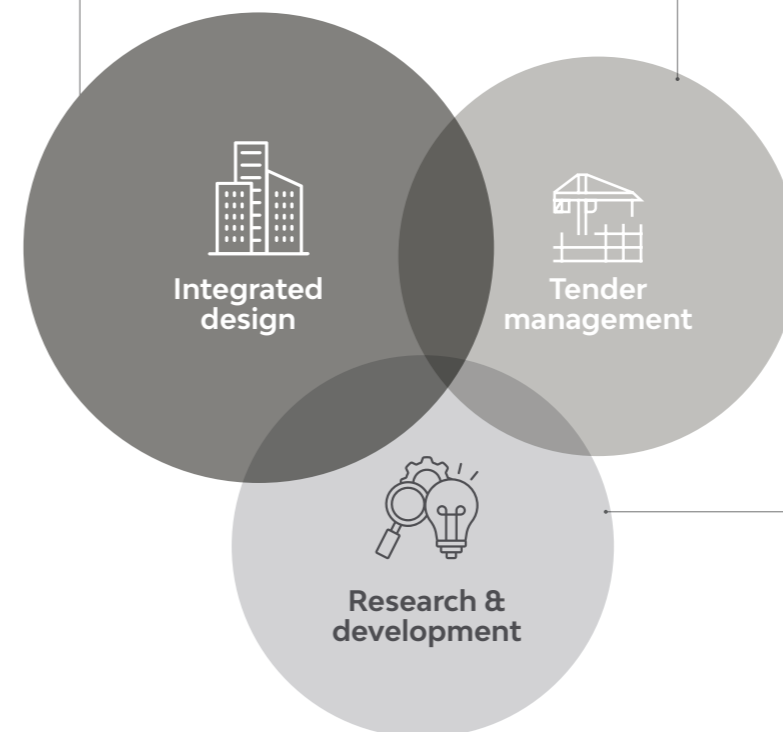 Integrated
design
Tender
management
Research &
development